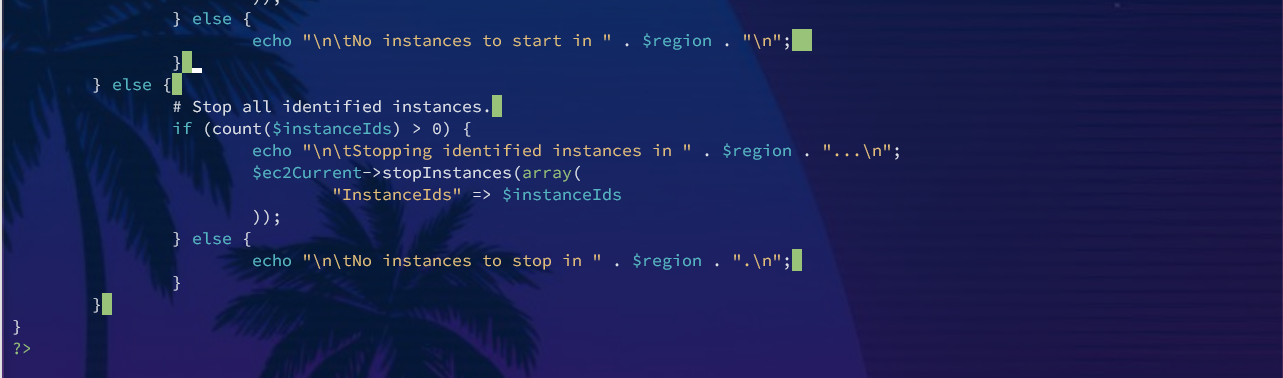 ));
} else {
echo "\n\tNo instances to start in " . $region . "\n";
}
} else {
# Stop all identified instances.
if (count($instanceIds) > 0) {
echo "\n\tStopping identified instances in " . $region . "...\n";
$ec2Current->stopInstances(array(
"InstanceIds" => $instanceIds
));
} else {
echo "\n\tNo instances to stop in " . $region . ".\n";
}
}
}
?>